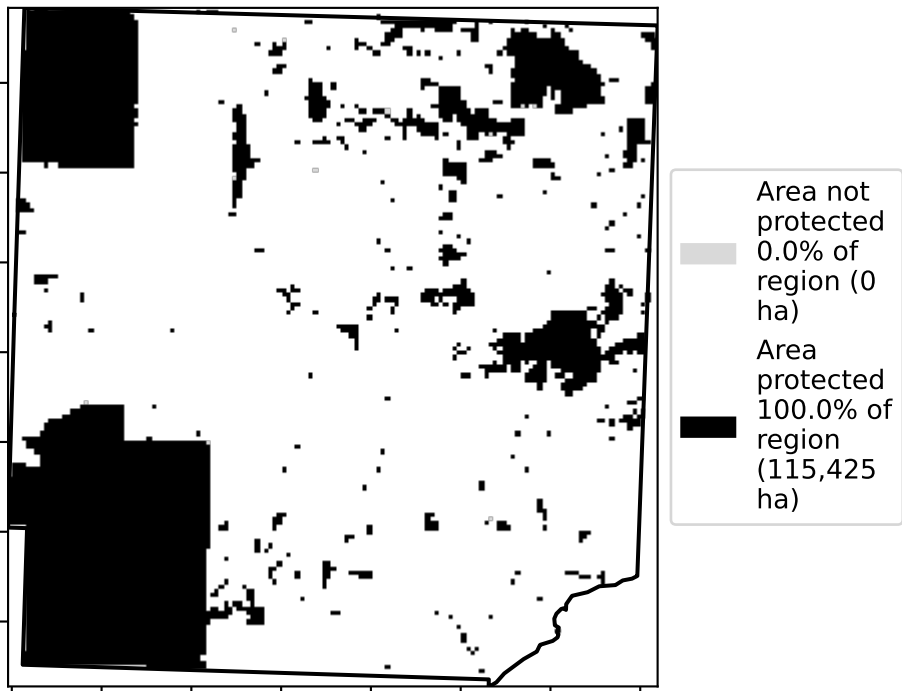 Area not
protected
0.0% of
region (0
ha)
Area
protected
100.0% of
region
(115,425
ha)